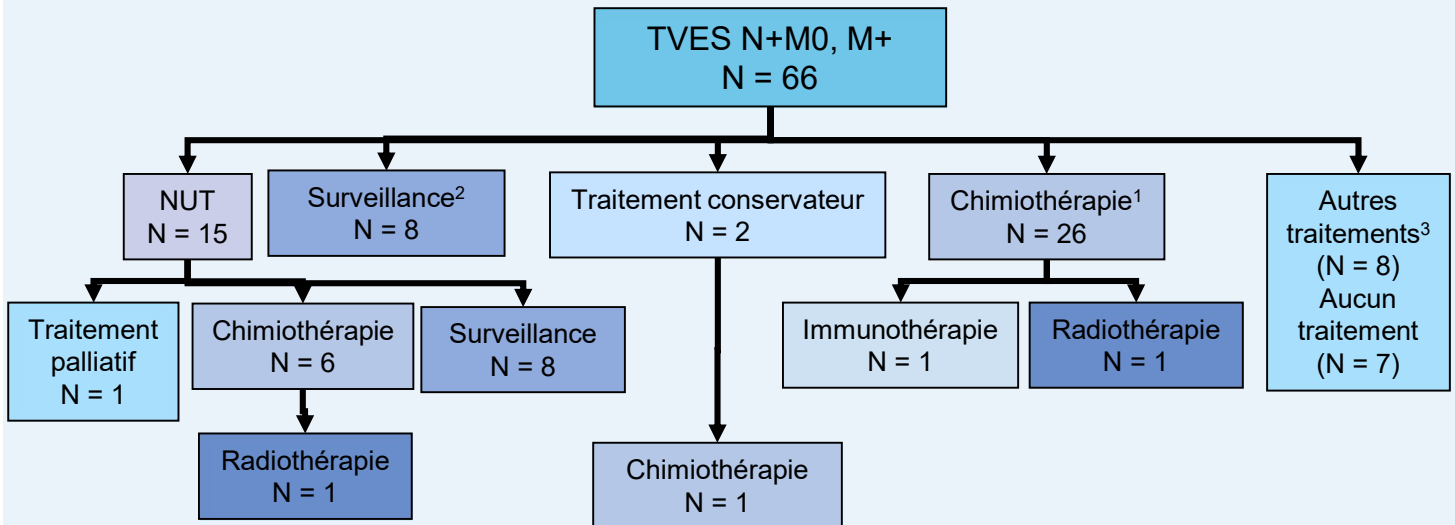 TVES N+M0, M+
N = 66
NUT
N = 15
Surveillance²
N = 8
Traitement conservateur
N = 2
Chimiothérapie¹
N = 26
Autres
traitements³
(N = 8)
Aucun
traitement
(N = 7)
Traitement
palliatif
N = 1
Chimiothérapie
N = 6
Surveillance
N = 8
Immunothérapie
N = 1
Radiothérapie
N = 1
Radiothérapie
N = 1
Chimiothérapie
N = 1